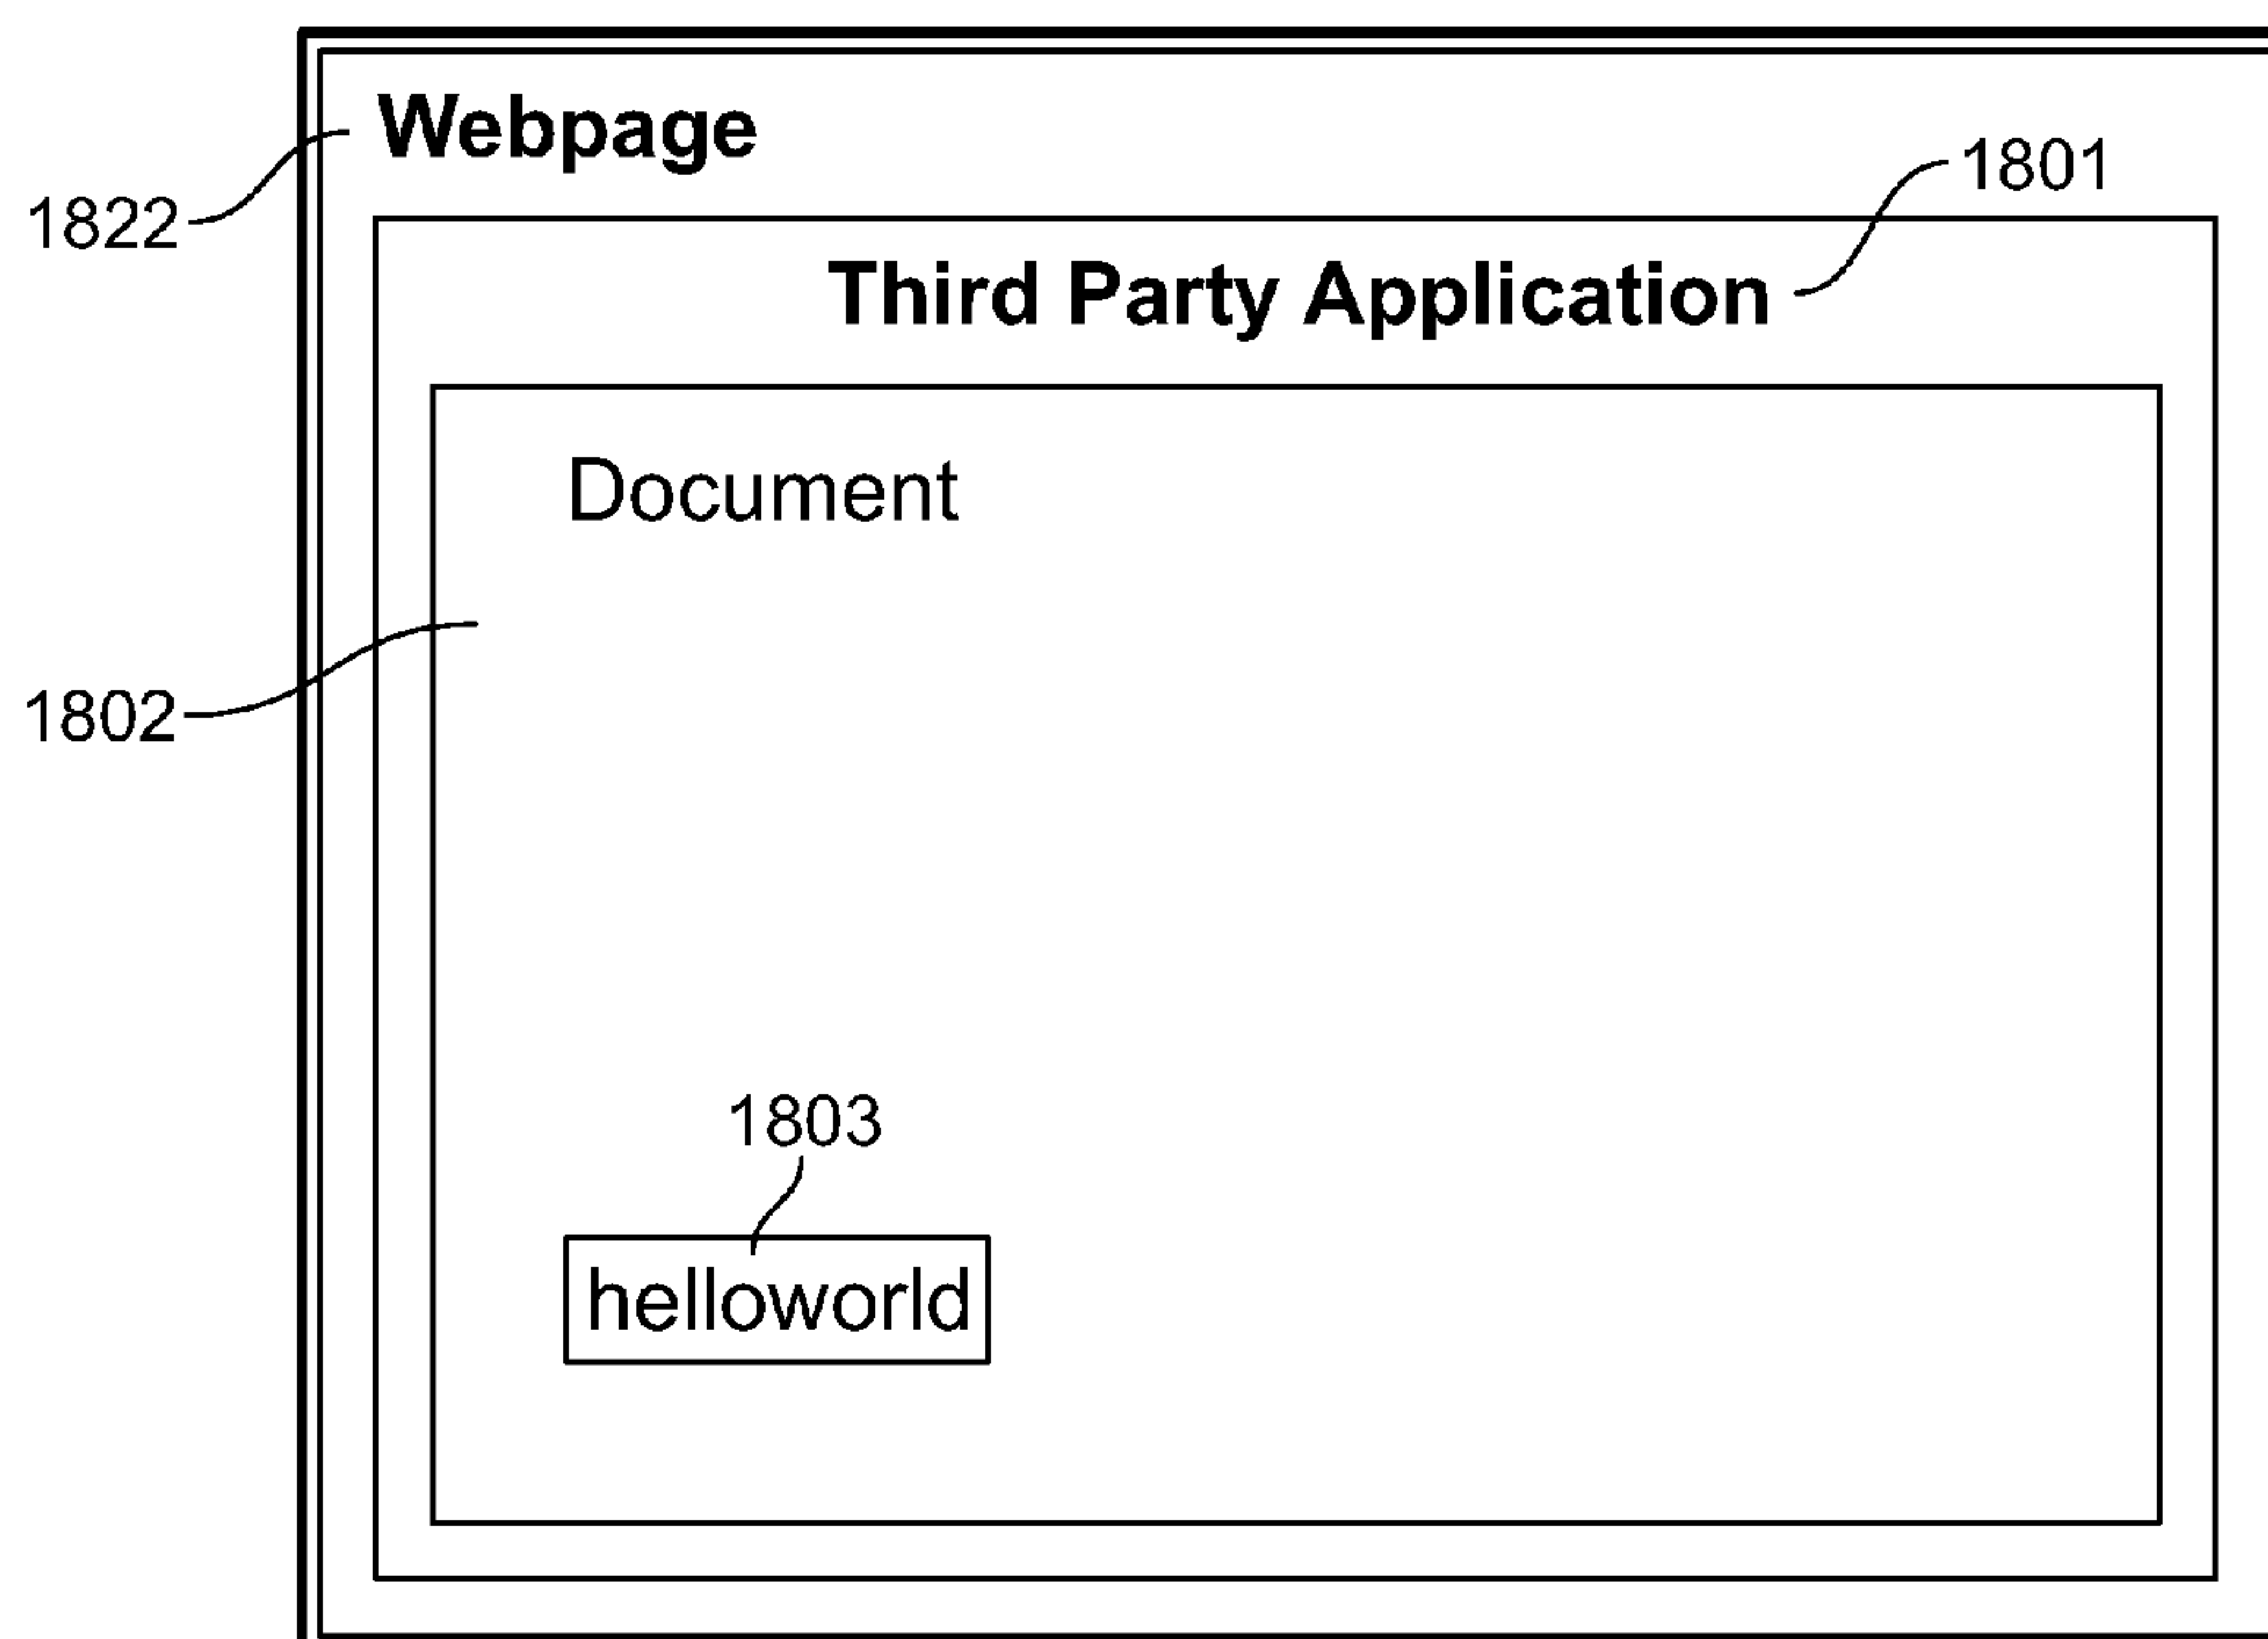 Webpage
1801
1822
Third Party Application
Document
1802
1803
helloworld